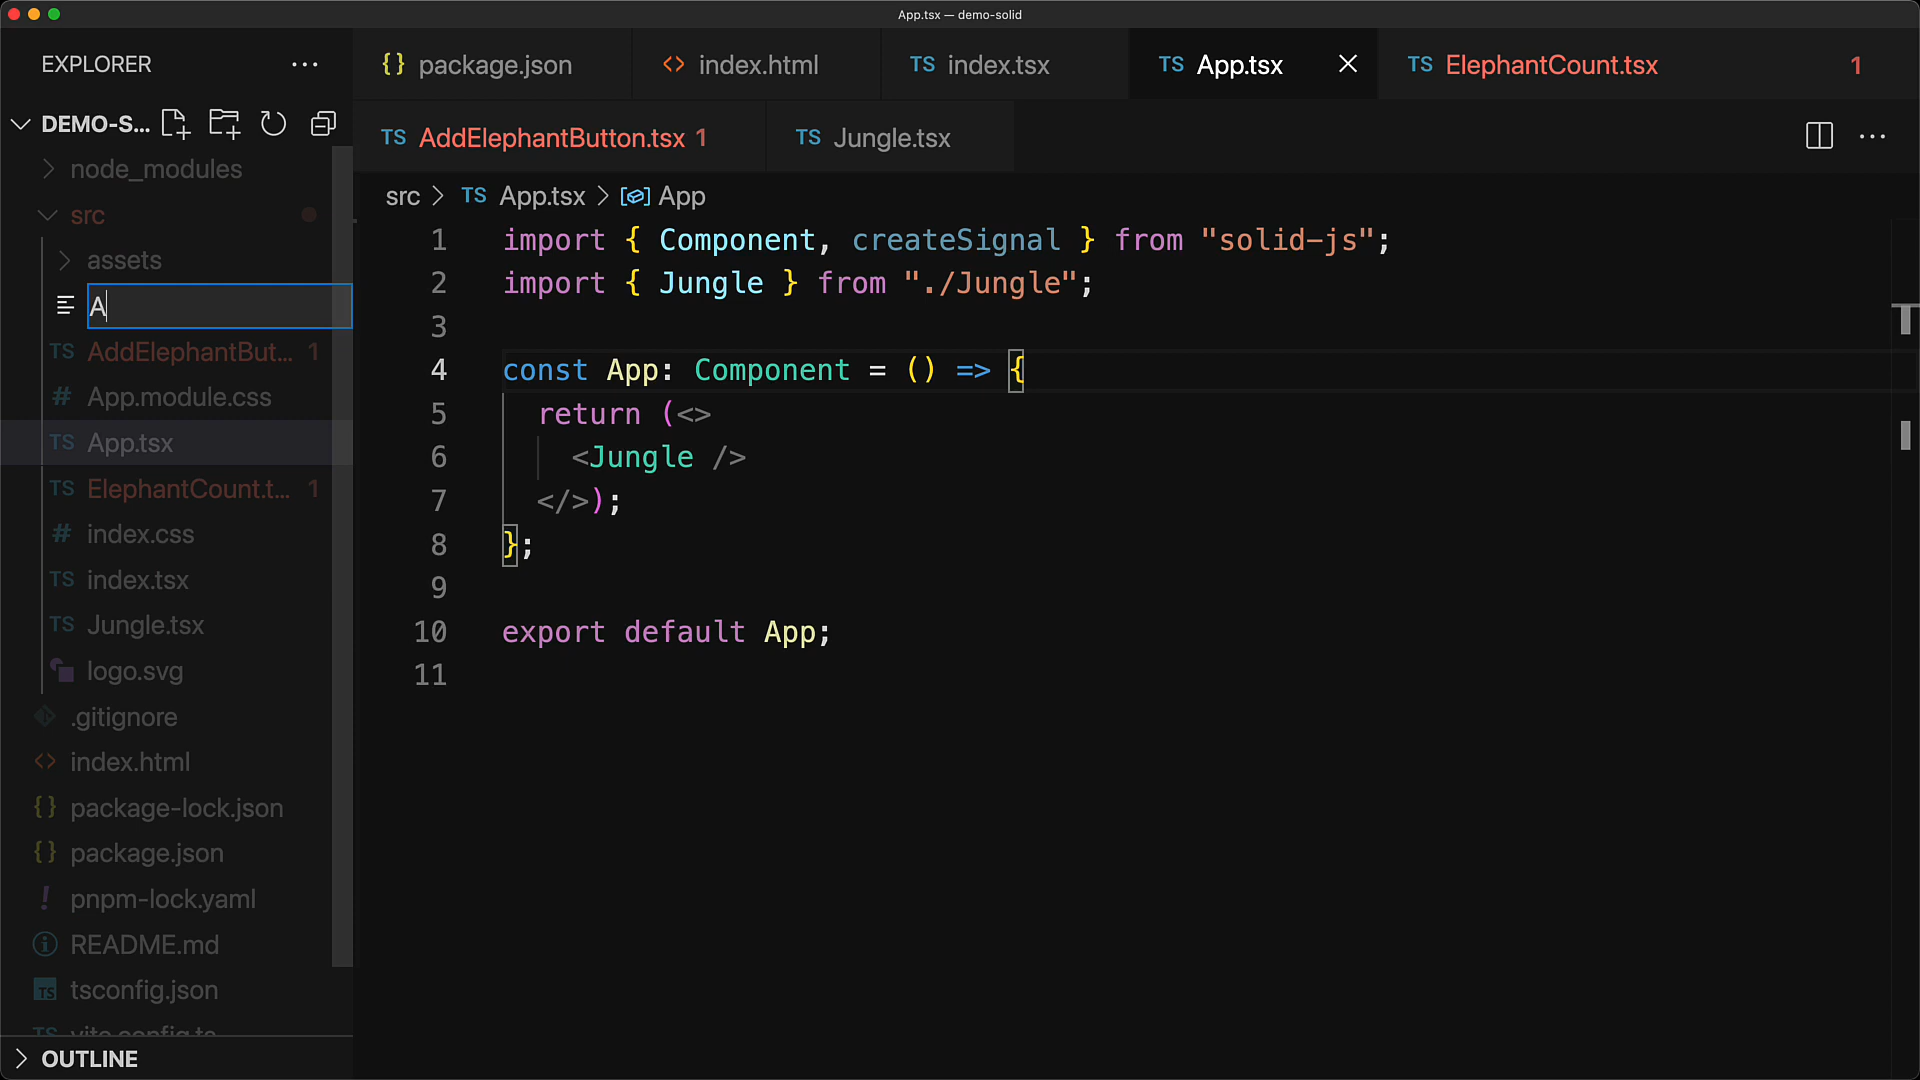 App.tsx — demo-solid
EXPLORER
DEMO-S...
node_modules
src
assets
A
TS AddElephantBut... 1
# App.module.css
TS App.tsx
TS ElephantCount.t... 1
# index.css
TS index.tsx
TS Jungle.tsx
logo.svg
.gitignore
<> index.html
{} package-lock.json
{} package.json
! pnpm-lock.yaml
README.md
TS tsconfig.json
TS vite.config.ts
OUTLINE
{} package.json
<> index.html
TS index.tsx
TS App.tsx
TS ElephantCount.tsx 1
TS AddElephantButton.tsx 1
TS Jungle.tsx
src > TS App.tsx > App
1 import { Component, createSignal } from "solid-js";
2 import { Jungle } from "./Jungle";
3
4 const App: Component = () => {
5 return (<>
6 <Jungle />
7 </>);
8 };
9
10 export default App;
11